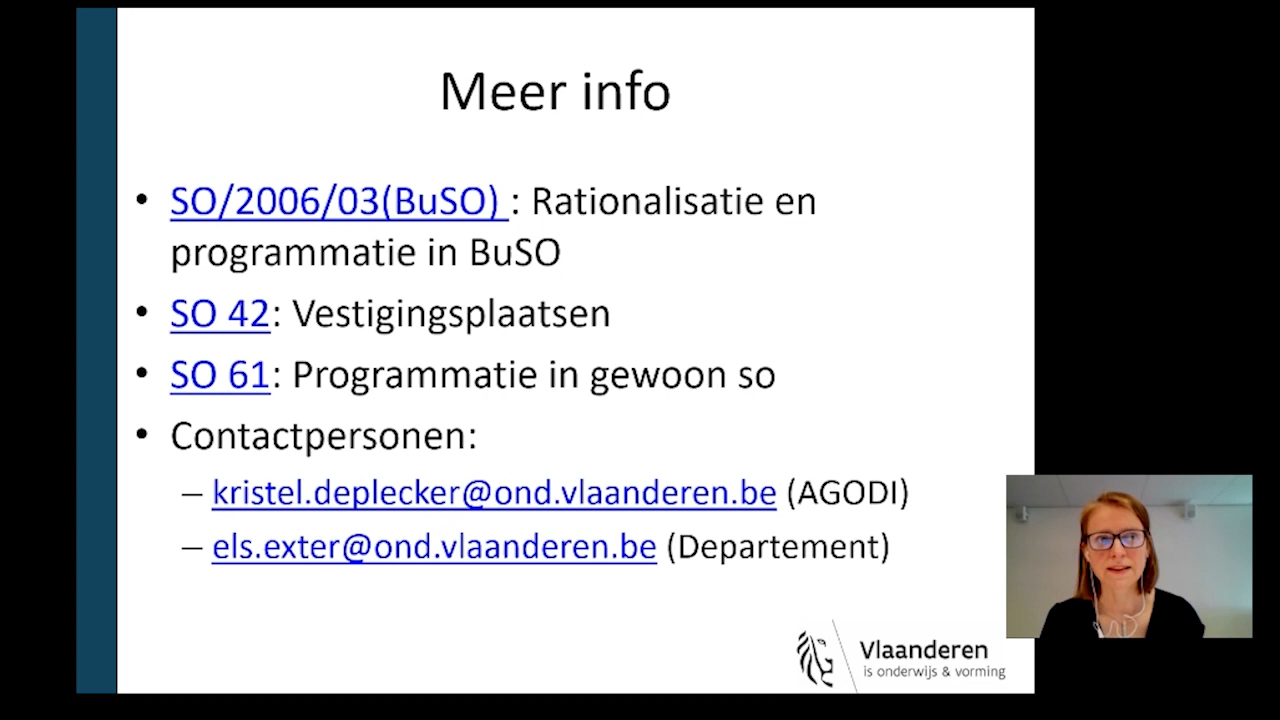 Meer info
• SO/2006/03(BuSO) : Rationalisatie en
programmatie in BuSO
• SO 42: Vestigingsplaatsen
• SO 61: Programmatie in gewoon so
• Contactpersonen:
– kristel.deplecker@ond.vlaanderen.be (AGODI)
– els.exter@ond.vlaanderen.be (Departement)
Vlaanderen
is onderwijs & vorming